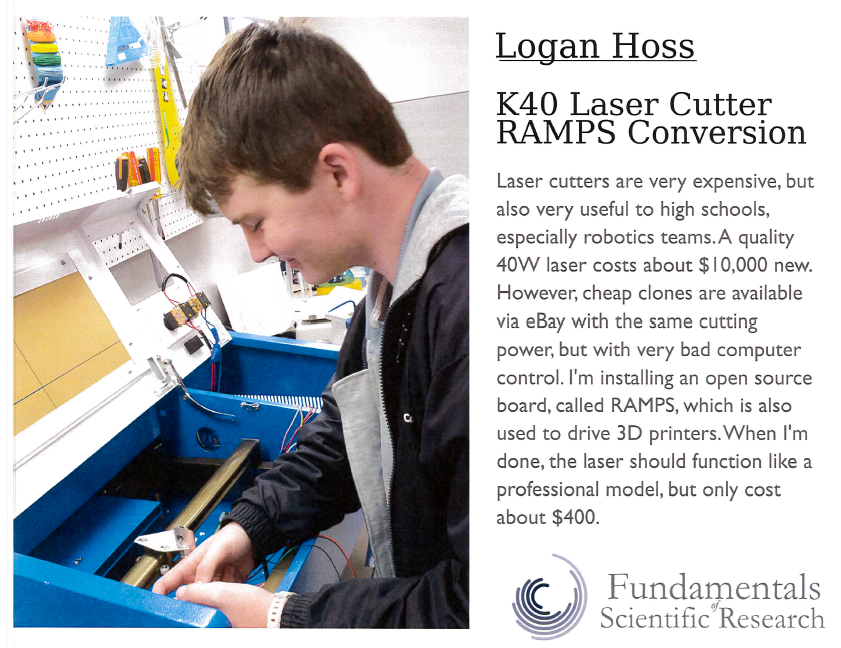 Logan Hoss
K40 Laser Cutter
RAMPS Conversion
Laser cutters are very expensive, but
also very useful to high schools,
especially robotics teams. A quality
40W laser costs about $10,000 new.
However, cheap clones are available
via eBay with the same cutting
power, but with very bad computer
control. I'm installing an open source
board, called RAMPS, which is also
used to drive 3D printers. When I'm
done, the laser should function like a
professional model, but only cost
about $400.
Fundamentals
of
Scientific Research